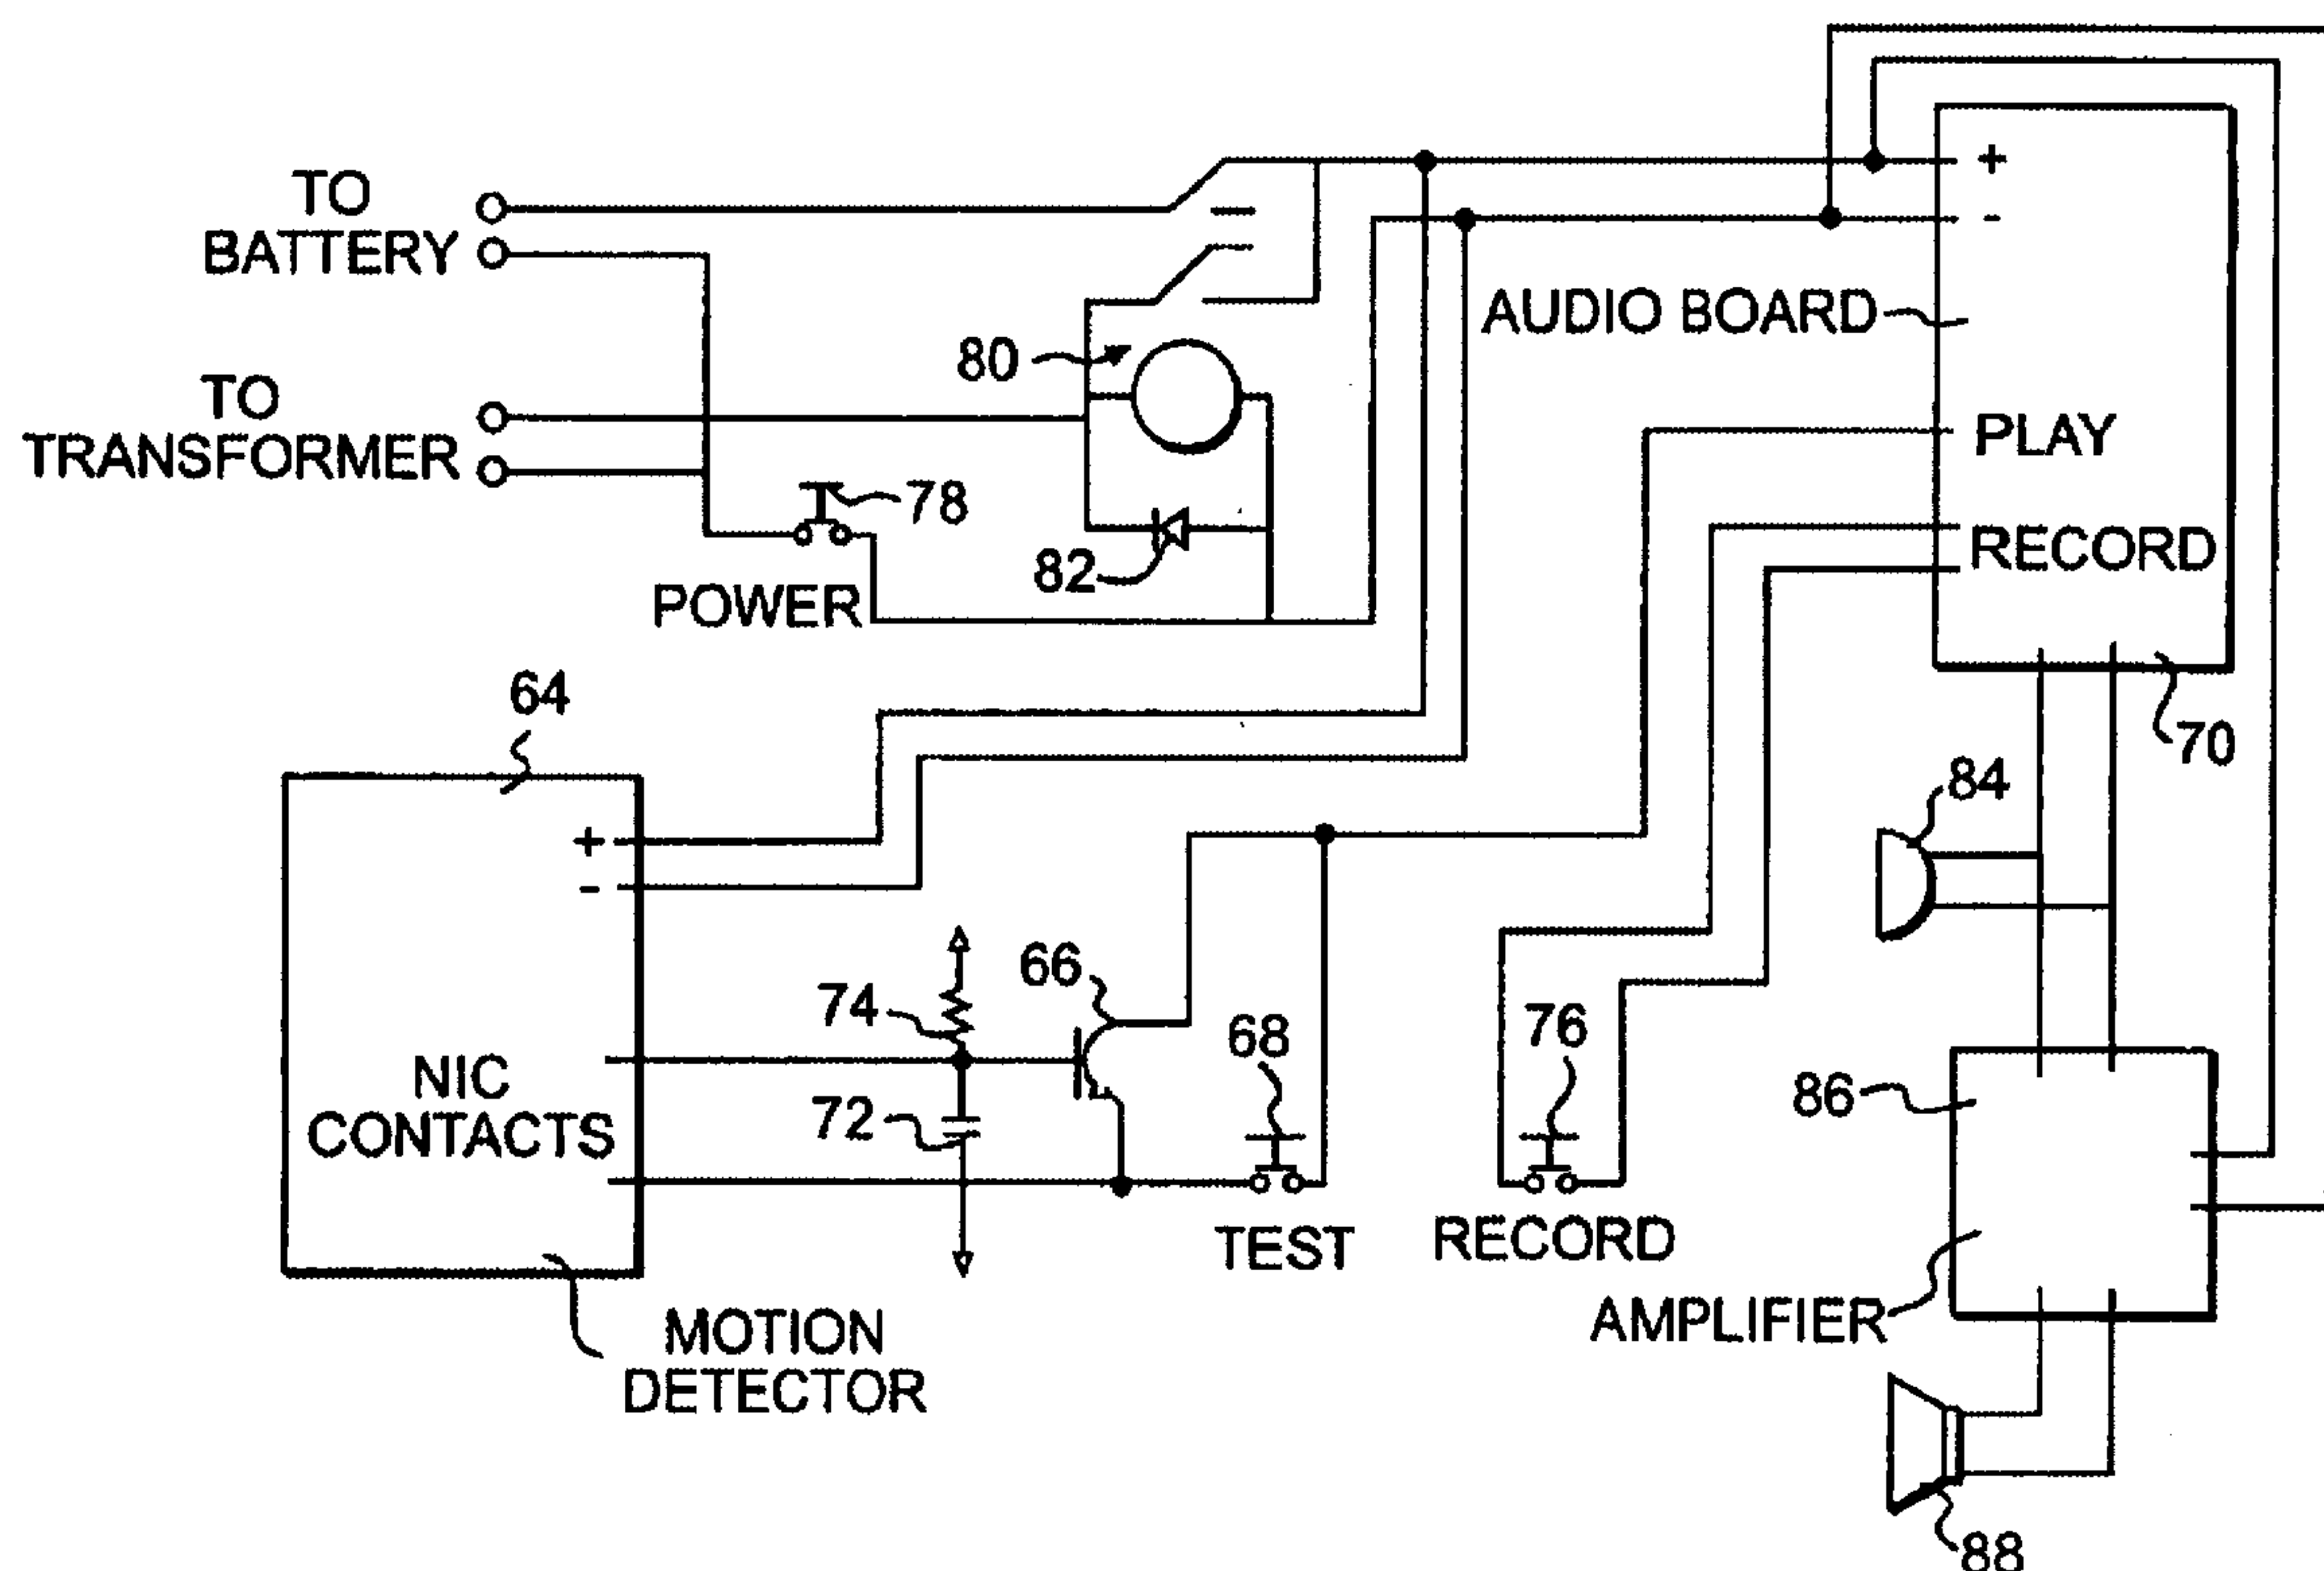 TO
BATTERY
+
-
AUDIO BOARD
80
TO
TRANSFORMER
PLAY
78
RECORD
82
POWER
64
70
84
+
-
66
74
68
76
NIC
CONTACTS
72
86
TEST
RECORD
AMPLIFIER
MOTION
DETECTOR
88